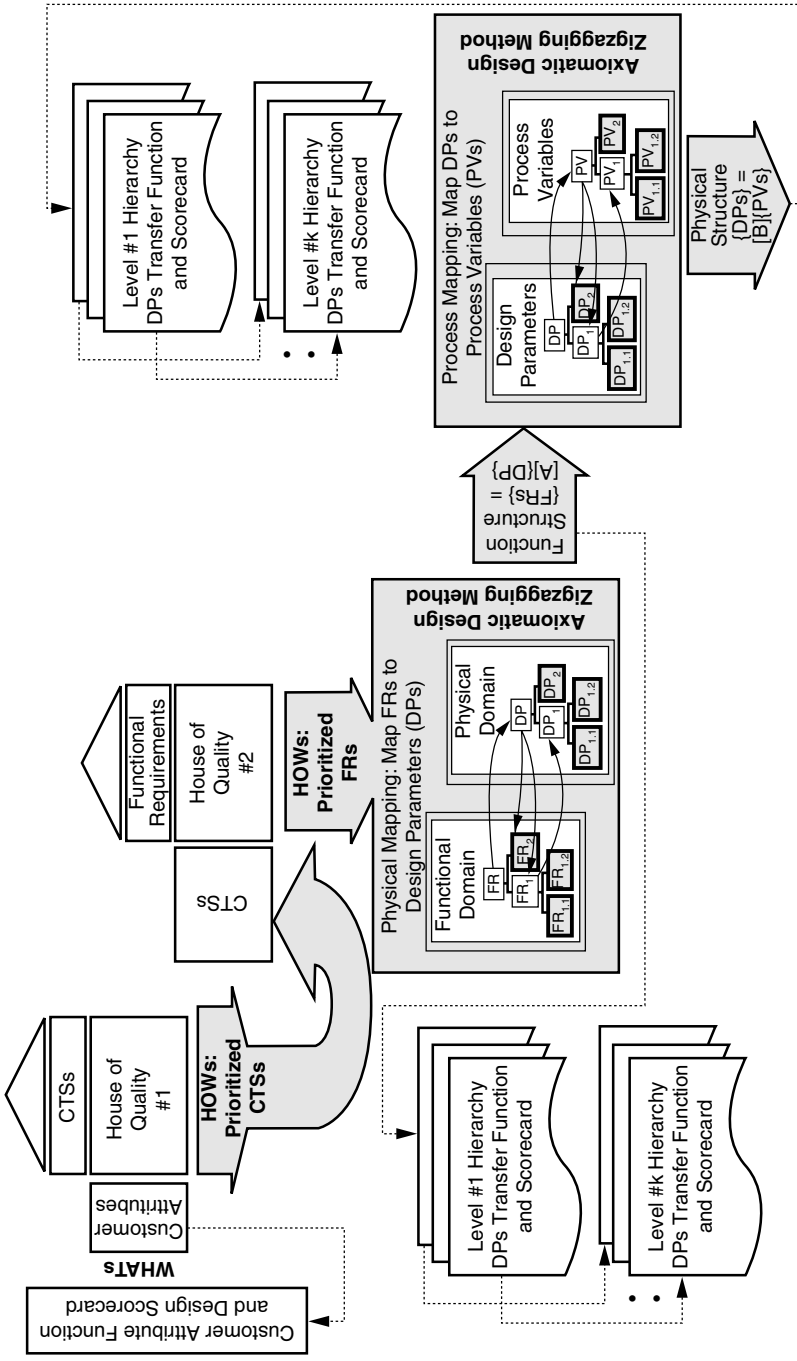 Customer Attribute Function
and Design Scorecard
WHATs
Customer
Attritubes
CTSs
House of
Quality
#1
HOWs:
Prioritized
CTSs
CTSs
Functional
Requirements
House of
Quality
#2
HOWs:
Prioritized
FRs
Physical Mapping: Map FRs to
Design Parameters (DPs)
Functional
Domain
FR
FR1
FR2
FR1.1
FR1.2
Physical
Domain
DP
DP1
DP2
DP1.1
DP1.2
Axiomatic Design
Zigzagging Method
Function
Structure
{FRs} =
[A]{DP}
Level #1 Hierarchy
DPs Transfer Function
and Scorecard
Level #k Hierarchy
DPs Transfer Function
and Scorecard
Process Mapping: Map DPs to
Process Variables (PVs)
Design
Parameters
DP
DP1
DP2
DP1.1
DP1.2
Process
Variables
PV
PV1
PV2
PV1.1
PV1.2
Axiomatic Design
Zigzagging Method
Physical
Structure
{DPs} =
[B]{PVs}
Level #1 Hierarchy
DPs Transfer Function
and Scorecard
Level #k Hierarchy
DPs Transfer Function
and Scorecard